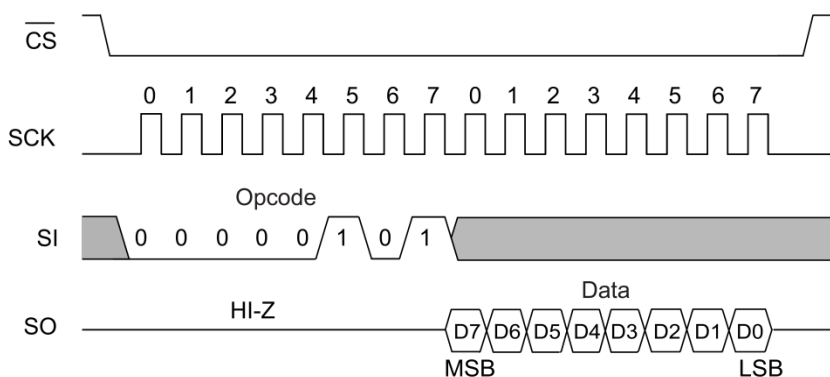 CS
0 1 2 3 4 5 6 7 0 1 2 3 4 5 6 7
SCK
Opcode
SI 0 0 0 0 0 1 0 1
HI-Z Data
SO D7 D6 D5 D4 D3 D2 D1 D0
MSB LSB